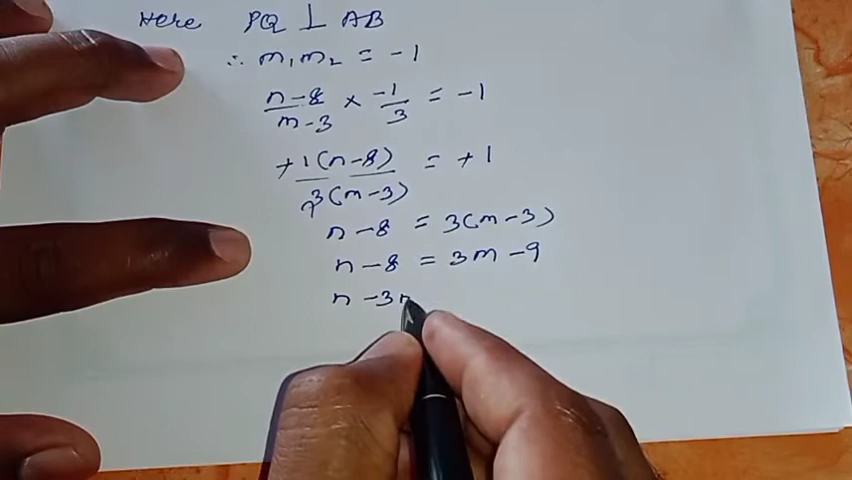 Here PQ ⊥ AB
∴ m₁m₂ = -1
n-8/m-3 × -1/3 = -1
+1(n-8)/3(m-3) = +1
n-8 = 3(m-3)
n-8 = 3m-9
n-3m